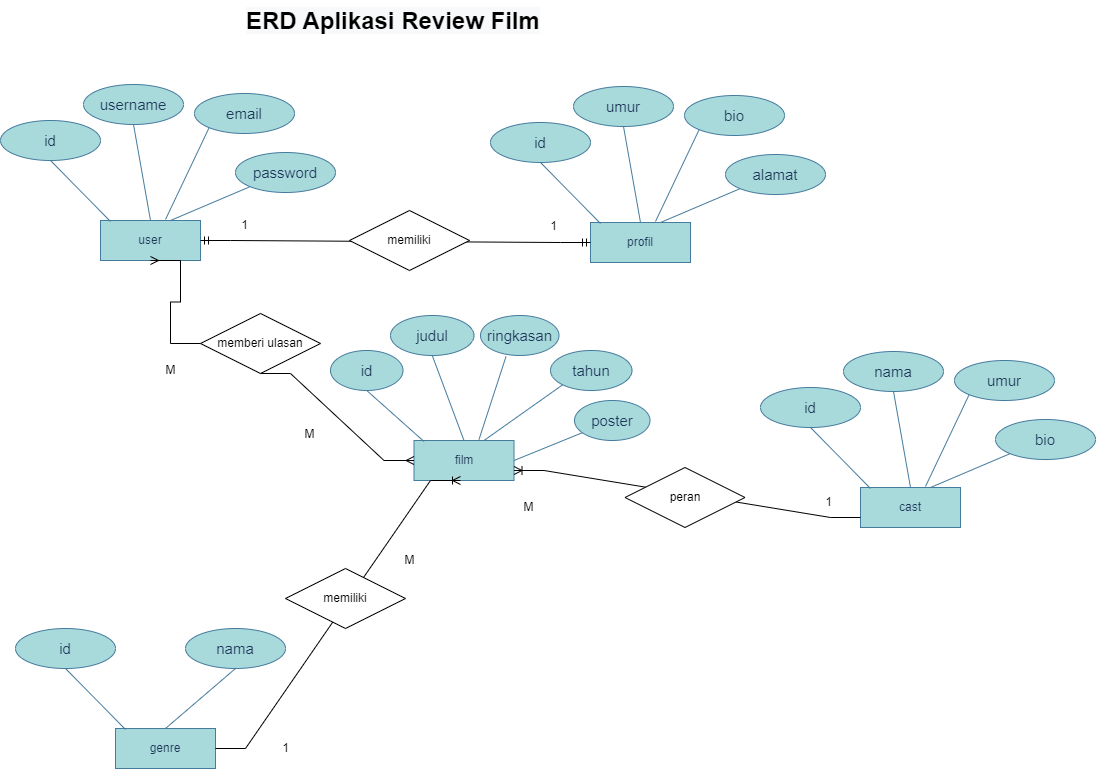 ERD Aplikasi Review Film
username
email
id
password
umur
bio
id
alamat
user
1
memiliki
1
profil
memberi ulasan
M
M
judul
ringkasan
id
tahun
poster
film
nama
umur
id
bio
M
peran
1
cast
M
memiliki
id
nama
genre
1